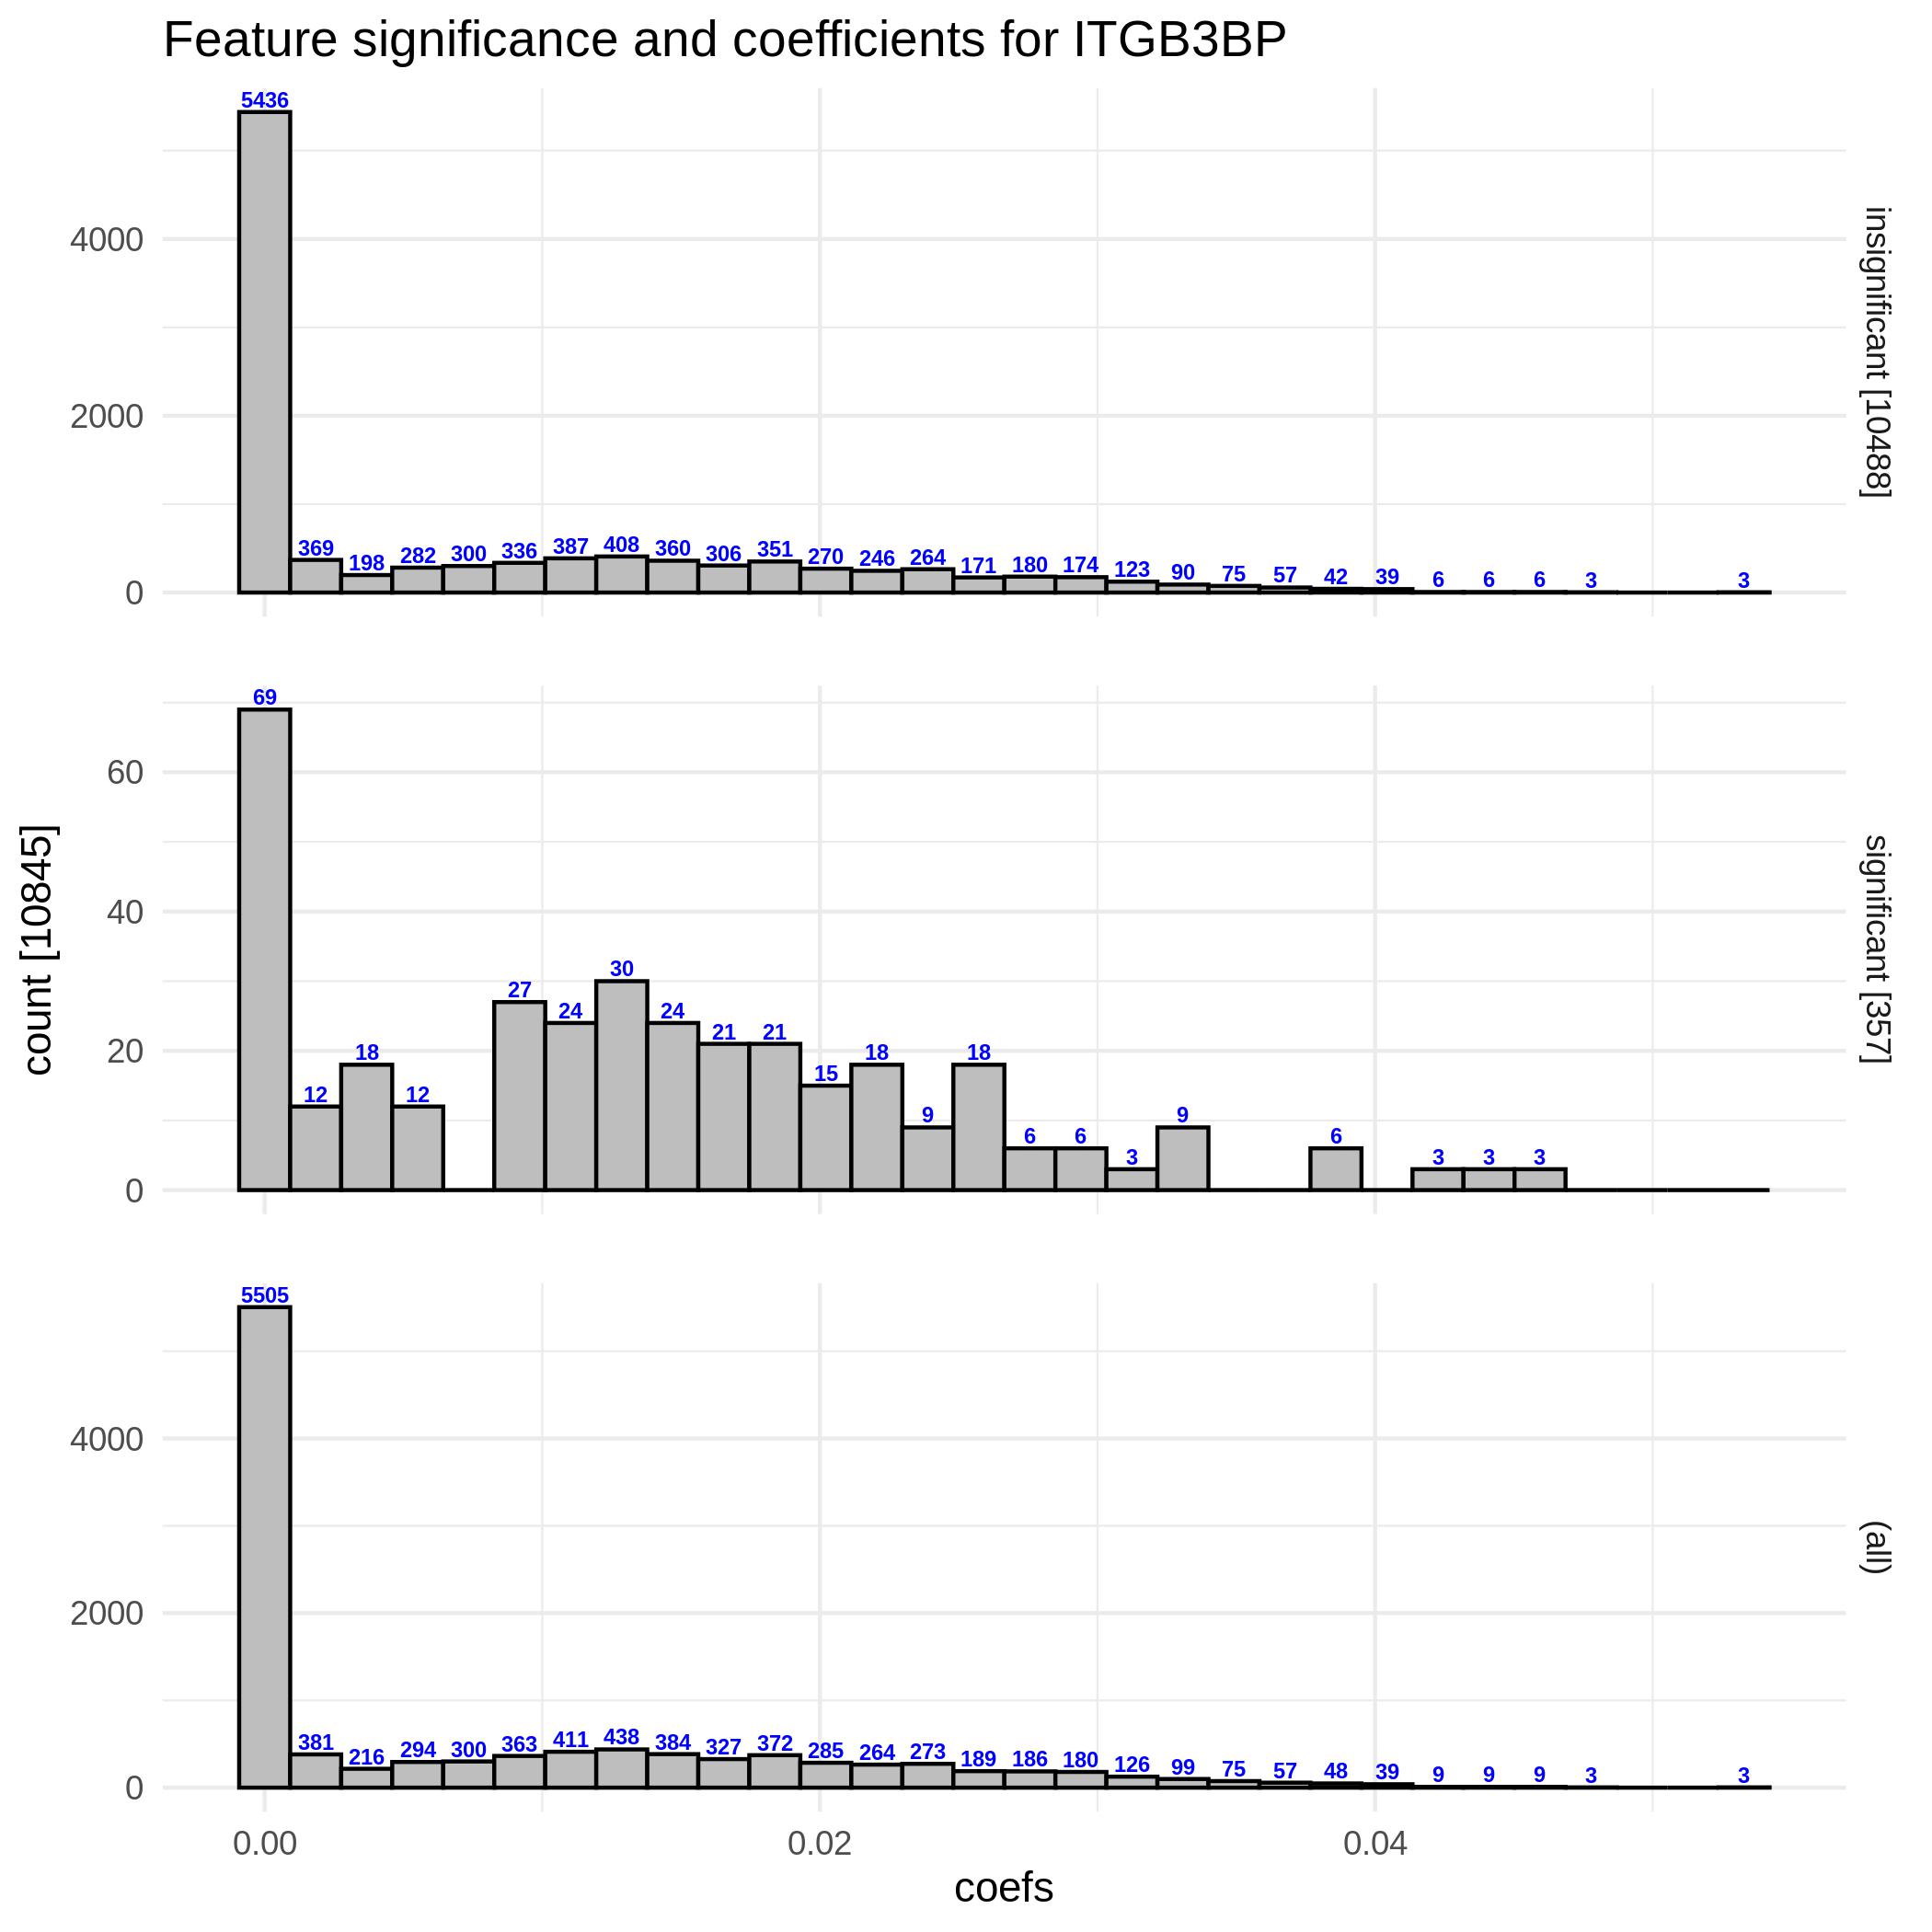 Feature significance and coefficients for ITGB3BP
count [10845]
5436
369 198 282 300 336 387 408 360 306 351 270 246 264 171 180 174 123 90 75 57 42 39 6 6 6 3 3
4000
2000
0
insignificant [10488]
69
12 18 12 27 24 30 24 21 21 15 18 9 18 6 6 3 9 6 3 3 3
60
40
20
0
significant [357]
5505
381 216 294 300 363 411 438 384 327 372 285 264 273 189 186 180 126 99 75 57 48 39 9 9 9 3 3
4000
2000
0
(all)
0.00 0.02 0.04
coefs